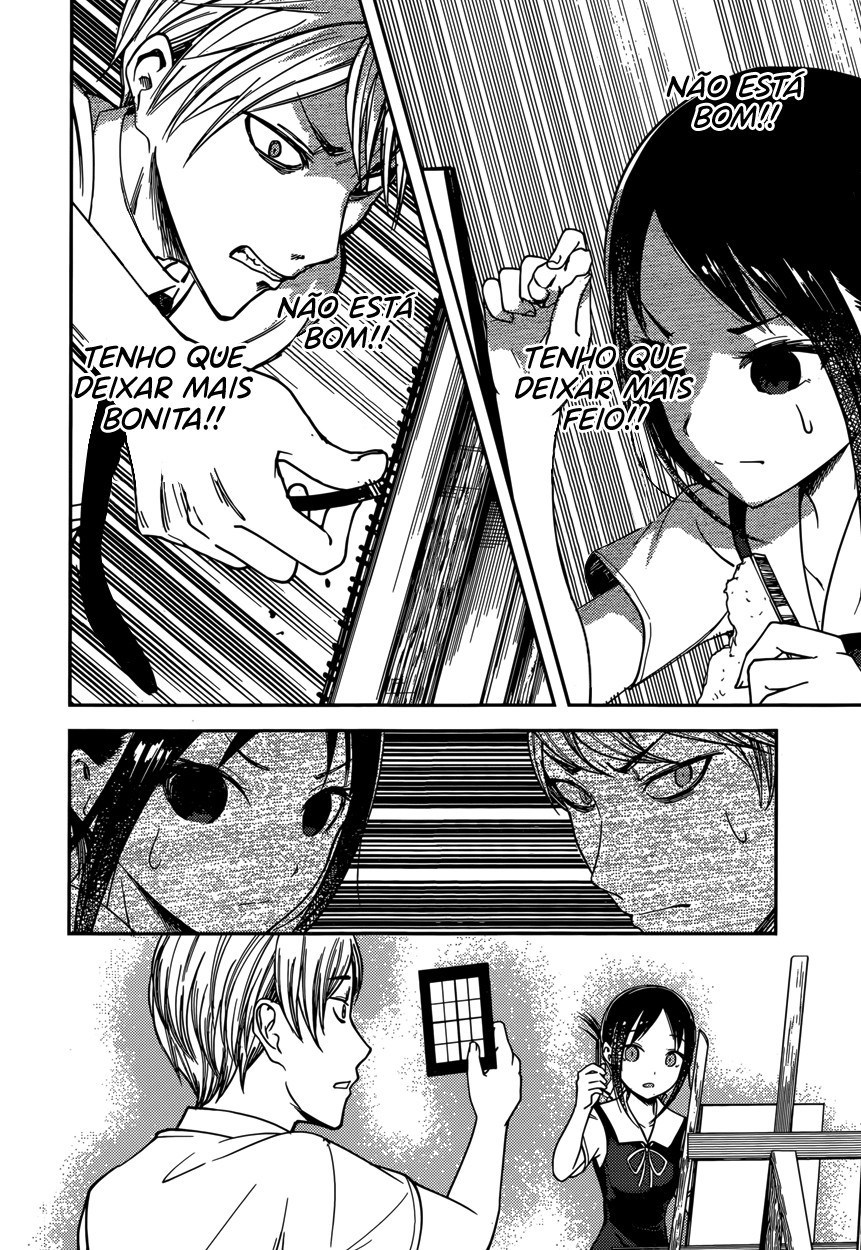 NÃO ESTÁ
BOM!!
TENHO QUE
DEIXAR MAIS
FEIO!!
NÃO ESTÁ
BOM!!
TENHO QUE
DEIXAR MAIS
BONITA!!